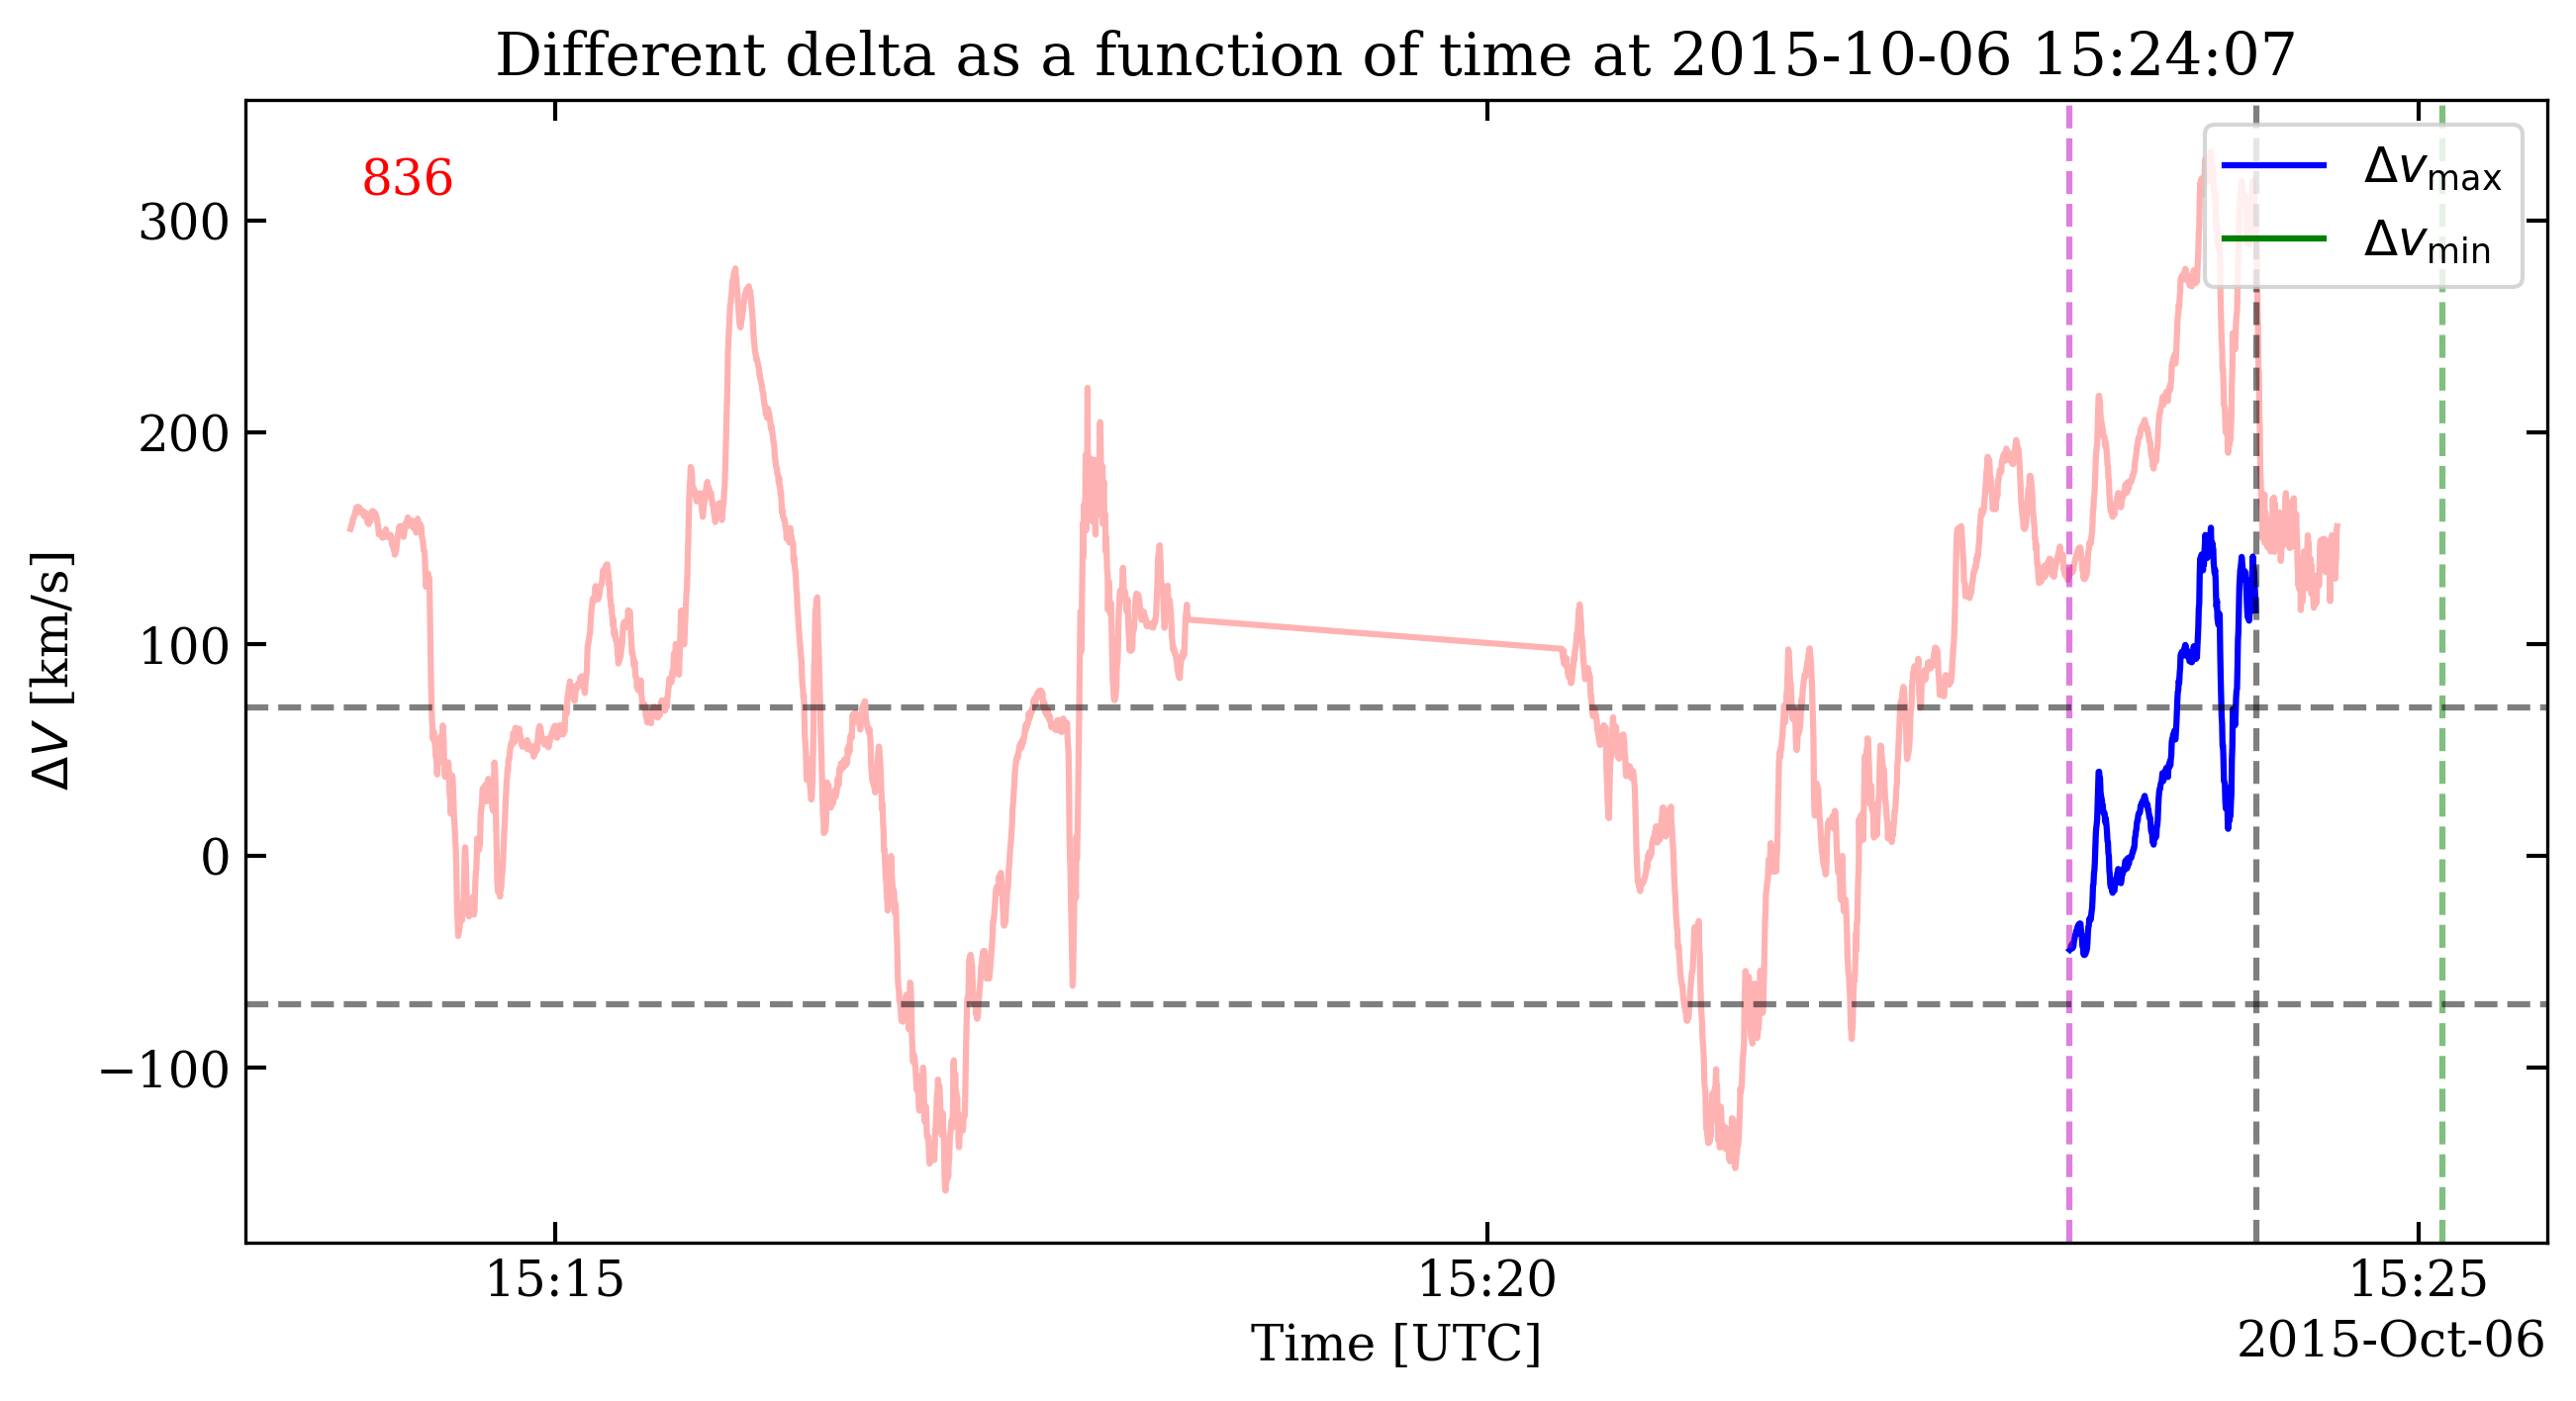 Different delta as a function of time at 2015-10-06 15:24:07
836
Δv_max
Δv_min
300
200
100
0
−100
ΔV [km/s]
15:15 15:20 15:25
Time [UTC]
2015-Oct-06